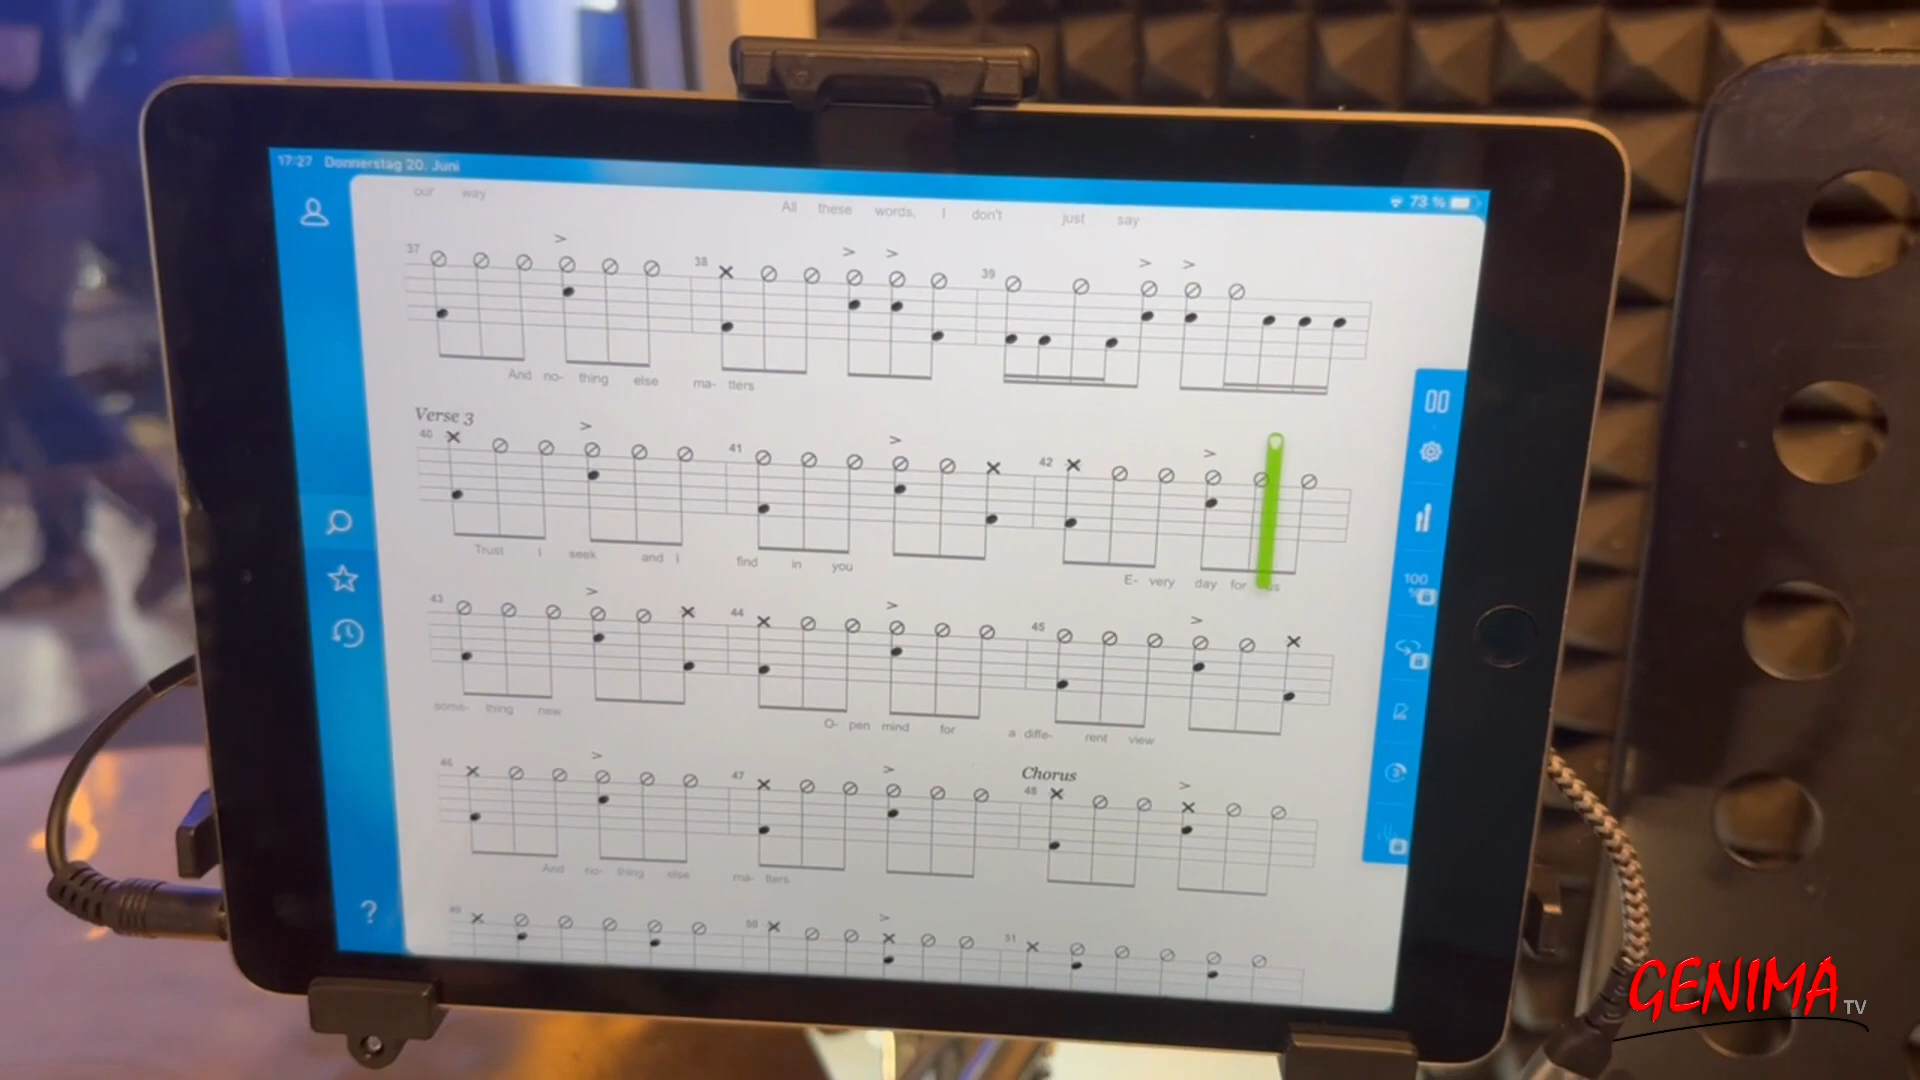 17:27 Donnerstag 20. Juni
73 %
our way
All these words, I don't just say
37 38 39
And no- thing else ma- tters
Verse 3
40 41 42
Trust I seek and I find in you
E- very day for us
43 44 45
some- thing new
O- pen mind for a diffe- rent view
Chorus
46 47 48
And no- thing else ma- tters
49 50 51
100
3
?
GENIMA TV